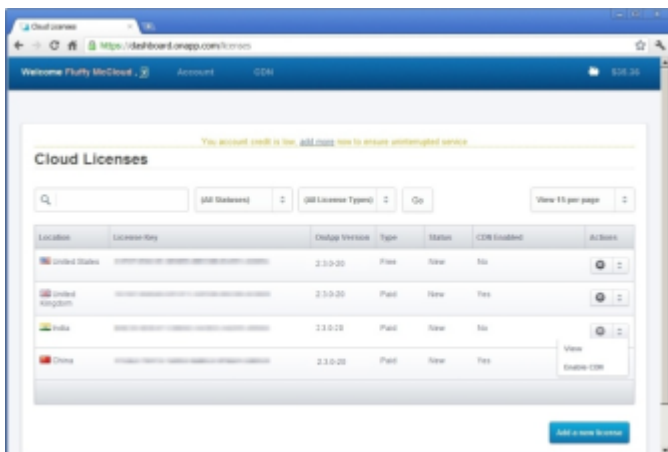 Cloud Licenses
https://dashboard.onapp.com/licenses
Welcome Fluffy McCloud , Account CDN $35.36
You account credit is low, add more now to ensure uninterrupted service
Cloud Licenses
(All Statuses) (All License Types) Go View 15 per page
Location License Key OnApp Version Type Status CDN Enabled Actions
United States 2.3.0-20 Free New No
United Kingdom 2.3.0-20 Paid New Yes
India 2.3.0-20 Paid New No
View
China 2.3.0-20 Paid New Yes
Enable CDN
Add a new license